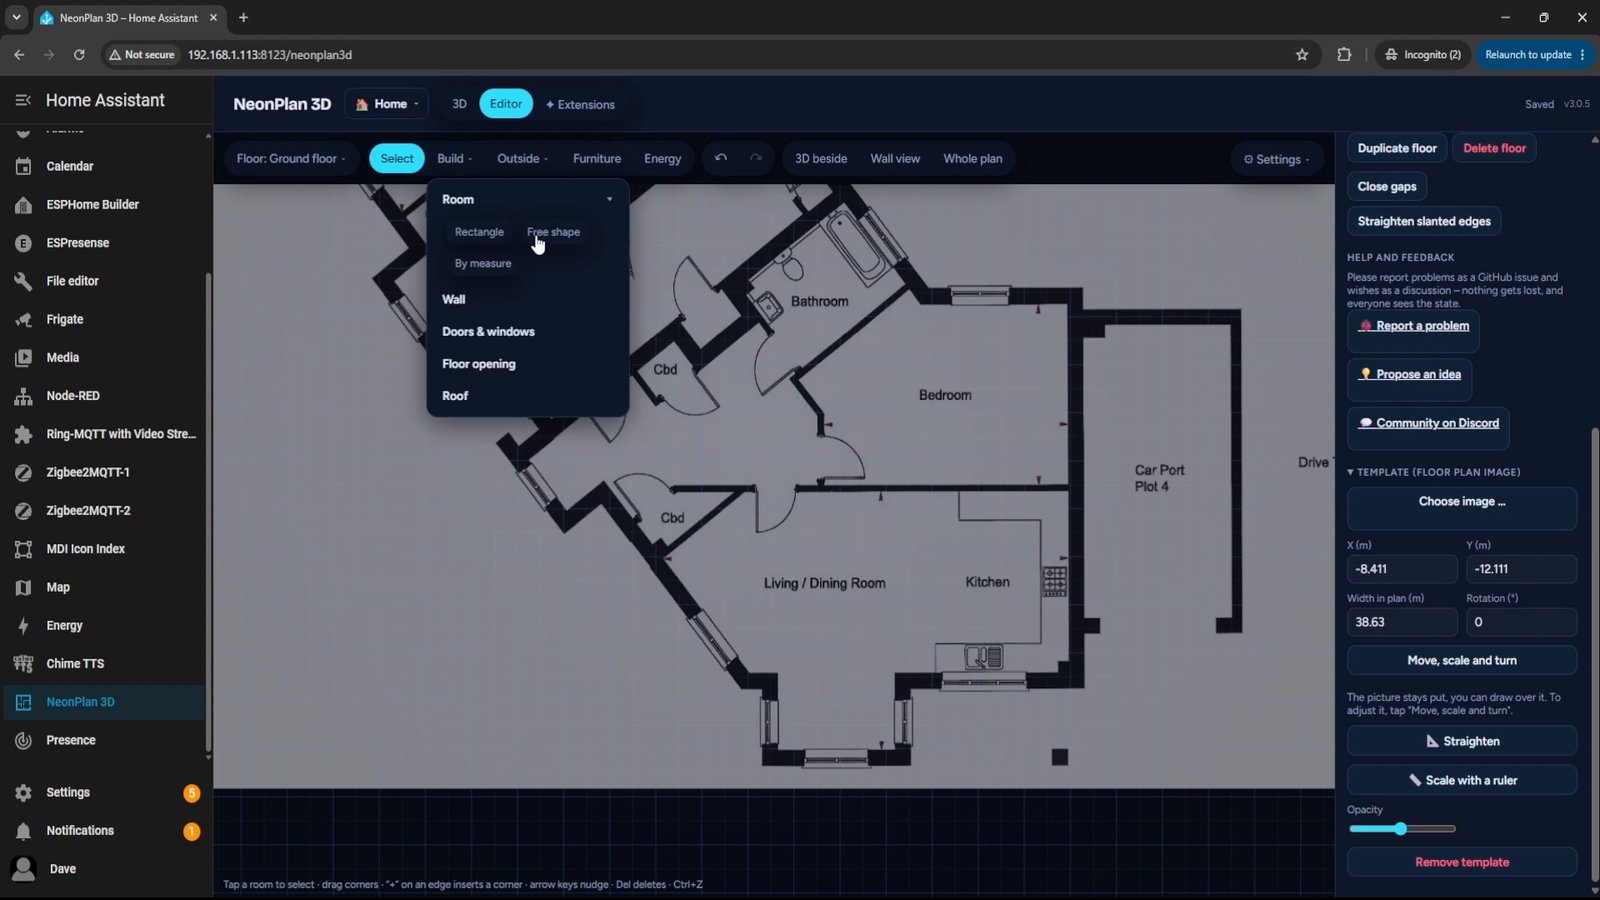 NeonPlan 3D – Home Assistant
Not secure
192.168.1.113:8123/neonplan3d
Incognito (2)
Relaunch to update
Home Assistant
Calendar
ESPHome Builder
ESPresense
File editor
Frigate
Media
Node-RED
Ring-MQTT with Video Stre...
Zigbee2MQTT-1
Zigbee2MQTT-2
MDI Icon Index
Map
Energy
Chime TTS
NeonPlan 3D
Presence
Settings
5
Notifications
1
Dave
NeonPlan 3D
Home
3D
Editor
+ Extensions
Saved
v3.0.5
Floor: Ground floor
Select
Build
Outside
Furniture
Energy
3D beside
Wall view
Whole plan
Settings
Room
Rectangle
Free shape
By measure
Wall
Doors & windows
Floor opening
Roof
Bathroom
Cbd
Bedroom
Car Port
Plot 4
Cbd
Living / Dining Room
Kitchen
Tap a room to select · drag corners · "+" on an edge inserts a corner · arrow keys nudge · Del deletes · Ctrl+Z
Duplicate floor
Delete floor
Close gaps
Straighten slanted edges
HELP AND FEEDBACK
Please report problems as a GitHub issue and
wishes as a discussion – nothing gets lost, and
everyone sees the state.
Report a problem
Propose an idea
Community on Discord
TEMPLATE (FLOOR PLAN IMAGE)
Choose image ...
X (m)
Y (m)
-8.411
-12.111
Width in plan (m)
Rotation (°)
38.63
0
Move, scale and turn
The picture stays put, you can draw over it. To
adjust it, tap "Move, scale and turn".
Straighten
Scale with a ruler
Opacity
Remove template